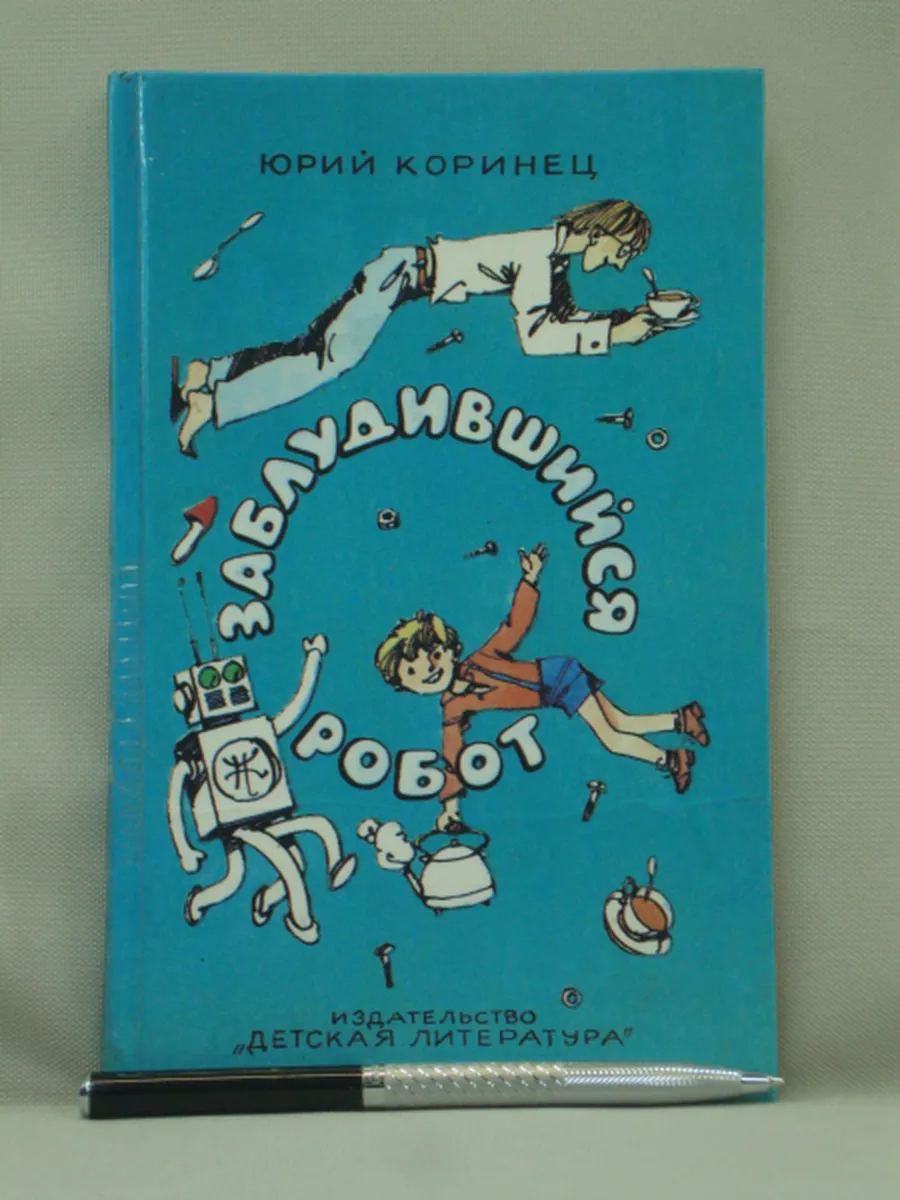 ЮРИЙ КОРИНЕЦ
ЗАБЛУДИВШИЙСЯ
РОБОТ
Ж
ИЗДАТЕЛЬСТВО
„ДЕТСКАЯ ЛИТЕРАТУРА"